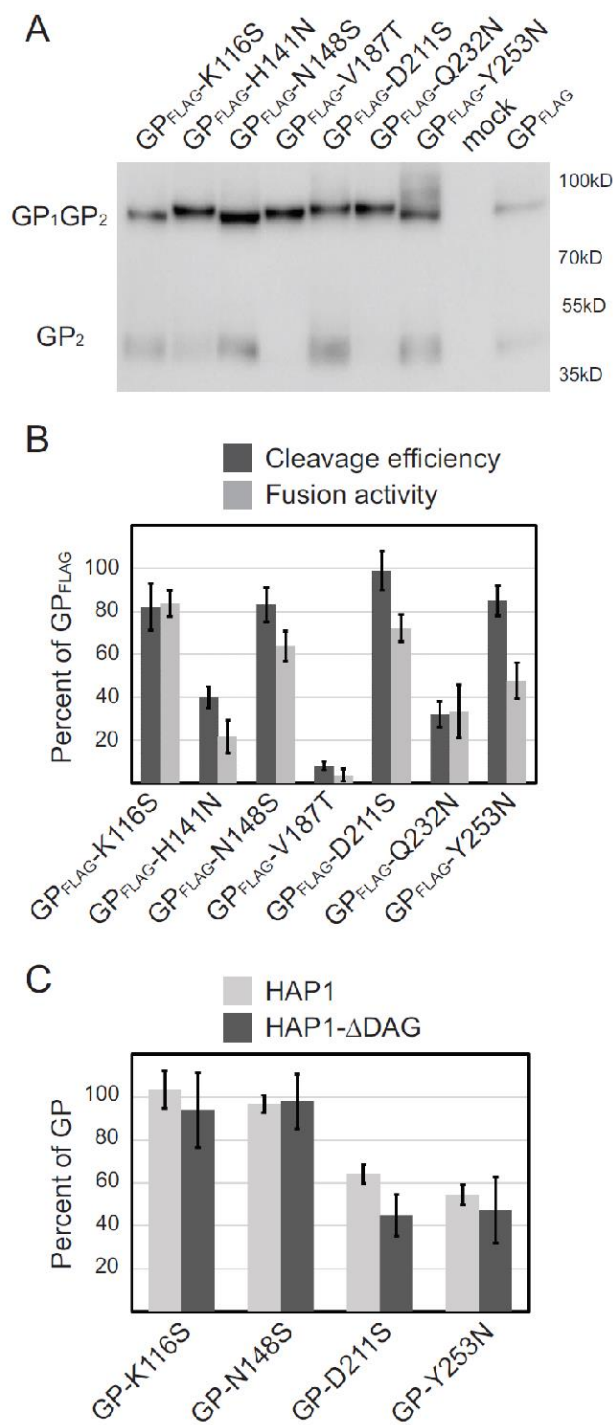 A
GPFLAG-K116S
GPFLAG-H141N
GPFLAG-N148S
GPFLAG-V187T
GPFLAG-D211S
GPFLAG-Q232N
GPFLAG-Y253N
mock
GPFLAG
GP1GP2
GP2
100kD
70kD
55kD
35kD
B
Cleavage efficiency
Fusion activity
Percent of GPFLAG
100
80
60
40
20
GPFLAG-K116S
GPFLAG-H141N
GPFLAG-N148S
GPFLAG-V187T
GPFLAG-D211S
GPFLAG-Q232N
GPFLAG-Y253N
C
HAP1
HAP1-ΔDAG
Percent of GP
100
80
60
40
20
GP-K116S
GP-N148S
GP-D211S
GP-Y253N